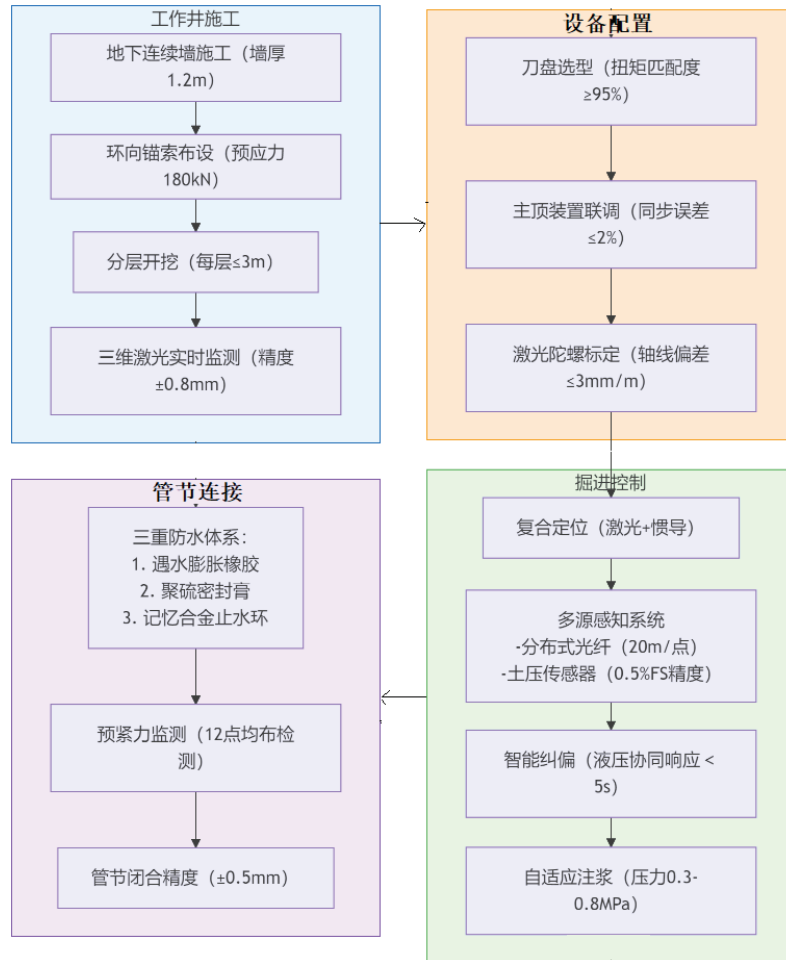 工作井施工
地下连续墙施工（墙厚
1.2m）
环向锚索布设（预应力
180kN）
分层开挖（每层≤3m）
三维激光实时监测（精度
±0.8mm）
设备配置
刀盘选型（扭矩匹配度
≥95%）
主顶装置联调（同步误差
≤2%）
激光陀螺标定（轴线偏差
≤3mm/m）
掘进控制
复合定位（激光+惯导）
多源感知系统
-分布式光纤（20m/点）
-土压传感器（0.5%FS精度）
智能纠偏（液压协同响应＜
5s）
自适应注浆（压力0.3-
0.8MPa）
管节连接
三重防水体系：
1. 遇水膨胀橡胶
2. 聚硫密封膏
3. 记忆合金止水环
预紧力监测（12点均布检
测）
管节闭合精度（±0.5mm）